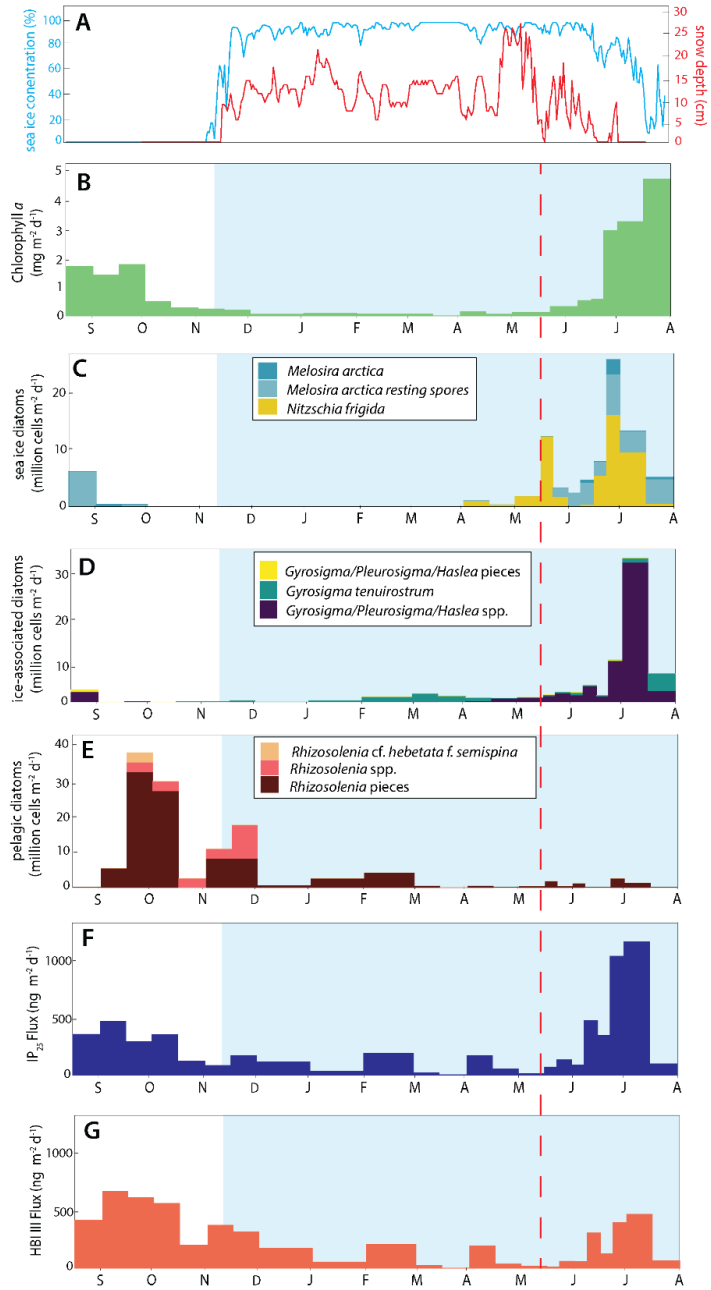 A
sea ice conentration (%)
100
80
60
40
20
0
snow depth (cm)
30
25
20
15
10
5
0
B
Chlorophyll a
(mg m⁻² d⁻¹)
5
4
3
2
1
0
S O N D J F M A M J J A
C
sea ice diatoms
(million cells m⁻² d⁻¹)
20
10
0
Melosira arctica
Melosira arctica resting spores
Nitzschia frigida
S O N D J F M A M J J A
D
ice-associated diatoms
(million cells m⁻² d⁻¹)
30
20
10
0
Gyrosigma/Pleurosigma/Haslea pieces
Gyrosigma tenuirostrum
Gyrosigma/Pleurosigma/Haslea spp.
S O N D J F M A M J J A
E
pelagic diatoms
(million cells m⁻² d⁻¹)
40
30
20
10
0
Rhizosolenia cf. hebetata f. semispina
Rhizosolenia spp.
Rhizosolenia pieces
S O N D J F M A M J J A
F
IP₂₅ Flux (ng m⁻² d⁻¹)
1000
500
0
S O N D J F M A M J J A
G
HBI III Flux (ng m⁻² d⁻¹)
1000
500
0
S O N D J F M A M J J A